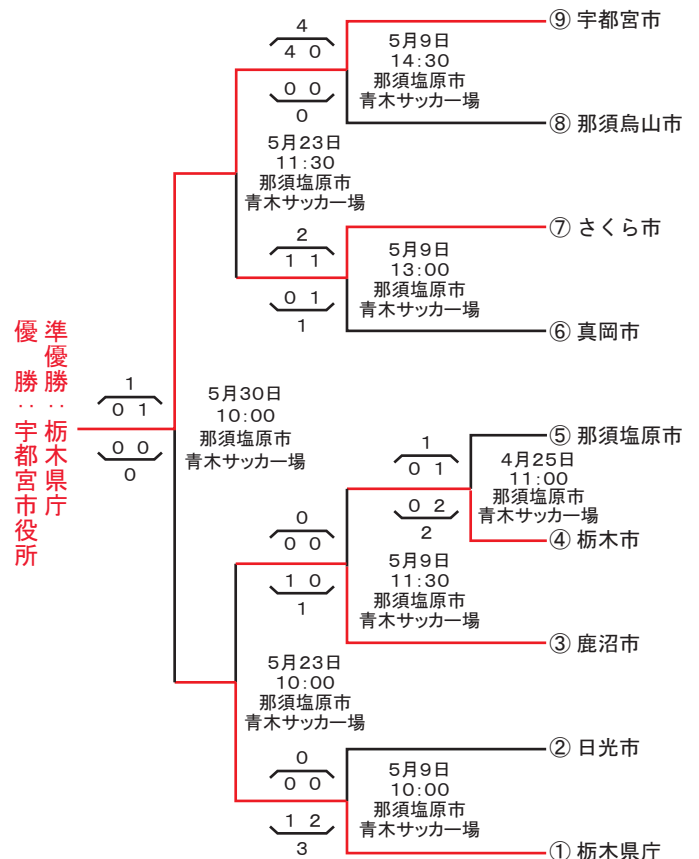 ⑨ 宇都宮市
4
4 0
5月9日
14:30
那須塩原市
青木サッカー場
0 0
0
⑧ 那須烏山市
5月23日
11:30
那須塩原市
青木サッカー場
⑦ さくら市
2
1 1
5月9日
13:00
那須塩原市
青木サッカー場
0 1
1
⑥ 真岡市
準優勝：栃木県庁
優　勝：宇都宮市役所
1
0 1
0 0
0
5月30日
10:00
那須塩原市
青木サッカー場
⑤ 那須塩原市
1
0 1
4月25日
11:00
那須塩原市
青木サッカー場
0 2
2
④ 栃木市
0
0 0
5月9日
11:30
那須塩原市
青木サッカー場
1 0
1
③ 鹿沼市
5月23日
10:00
那須塩原市
青木サッカー場
② 日光市
0
0 0
5月9日
10:00
那須塩原市
青木サッカー場
1 2
3
① 栃木県庁